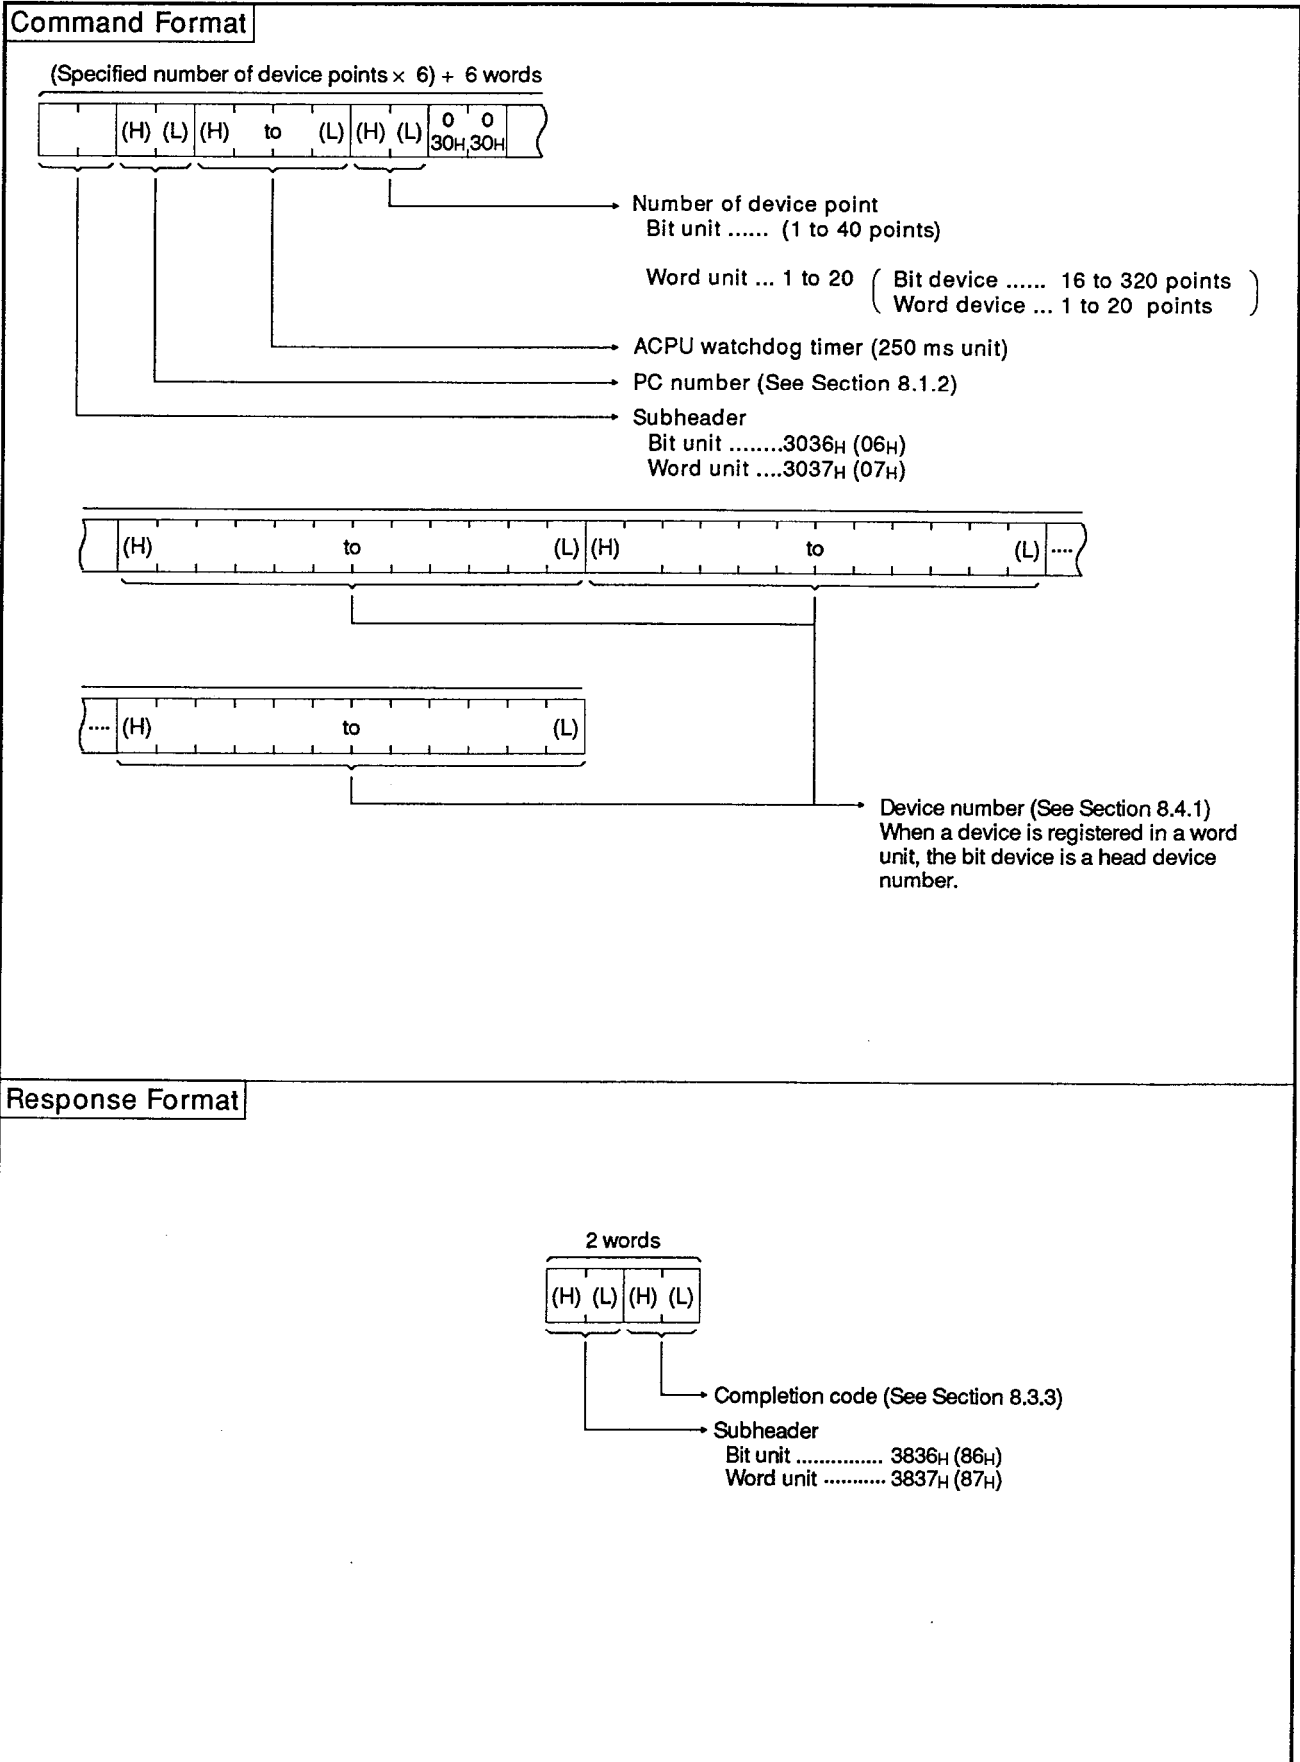 Command Format
(Specified number of device points × 6) + 6 words
(H) (L) (H) to (L) (H) (L) 0 0
30H 30H
Number of device point
Bit unit ...... (1 to 40 points)
Word unit ... 1 to 20 ( Bit device ...... 16 to 320 points
Word device ... 1 to 20 points )
ACPU watchdog timer (250 ms unit)
PC number (See Section 8.1.2)
Subheader
Bit unit ........3036H (06H)
Word unit ....3037H (07H)
(H) to (L) (H) to (L) ....
.... (H) to (L)
Device number (See Section 8.4.1)
When a device is registered in a word
unit, the bit device is a head device
number.
Response Format
2 words
(H) (L) (H) (L)
Completion code (See Section 8.3.3)
Subheader
Bit unit ............... 3836H (86H)
Word unit ........... 3837H (87H)